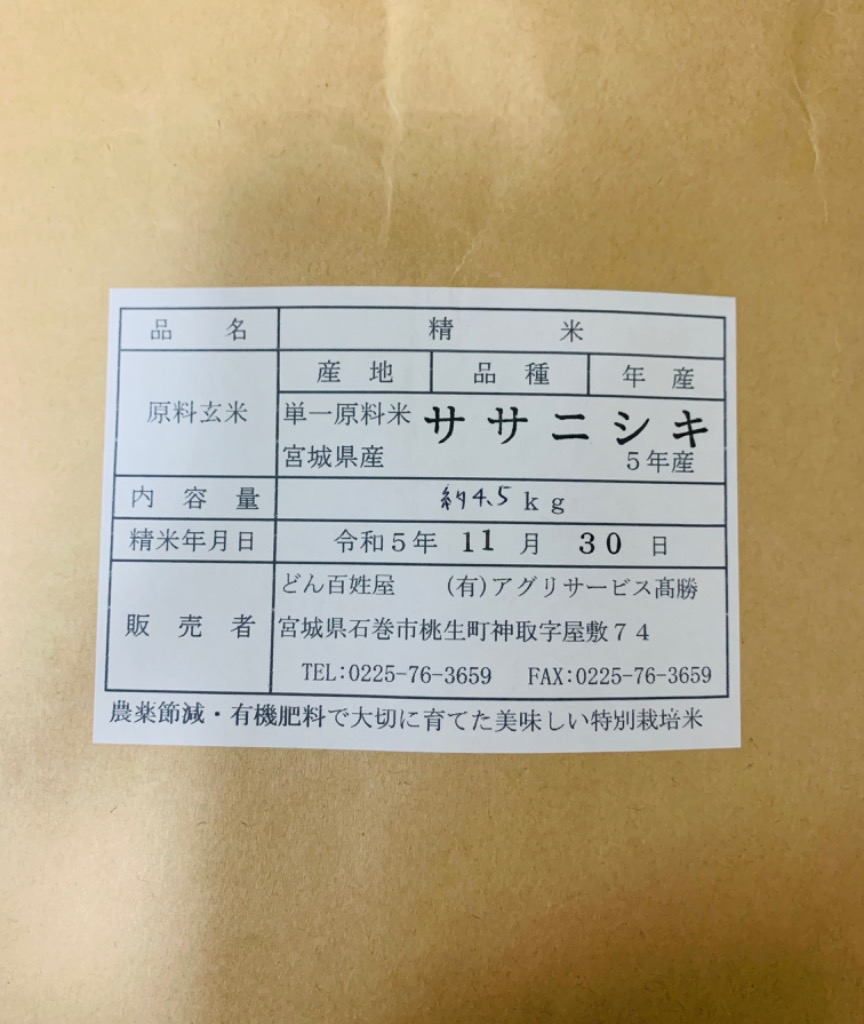 品 名 精 米
原料玄米 産 地 品 種 年 産
単一原料米 ササニシキ
宮城県産 5年産
内 容 量 約4.5kg
精米年月日 令和5年 11月 30日
販 売 者 どん百姓屋 (有)アグリサービス髙勝
宮城県石巻市桃生町神取字屋敷74
TEL:0225-76-3659 FAX:0225-76-3659
農薬節減・有機肥料で大切に育てた美味しい特別栽培米